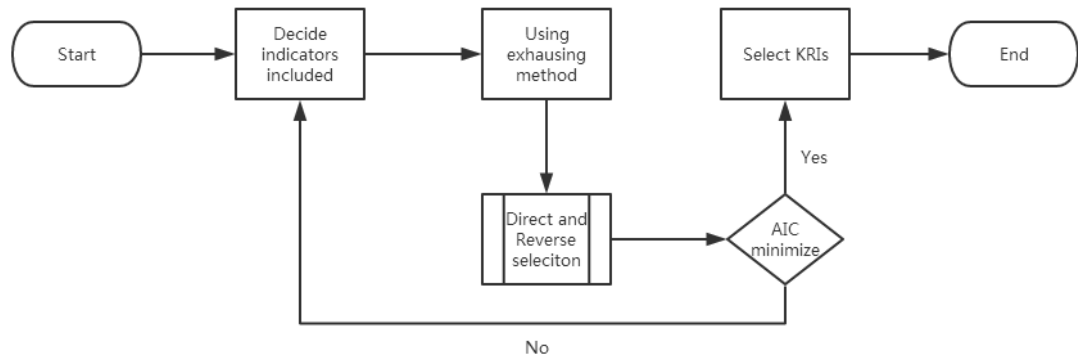 Start
Decide
indicators
included
Using
exhausing
method
Select KRIs
End
Yes
Direct and
Reverse
seleciton
AIC
minimize
No